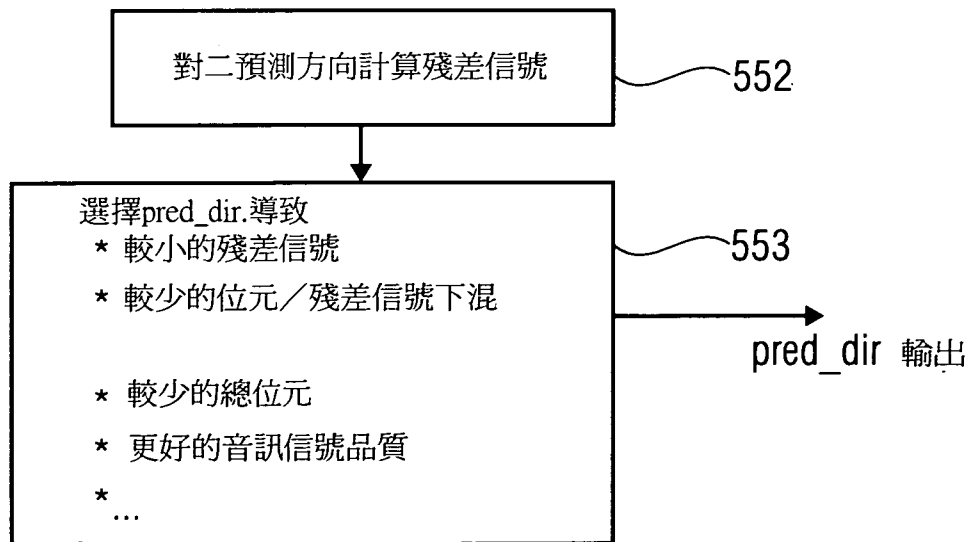 對二預測方向計算殘差信號
552
選擇pred_dir.導致
* 較小的殘差信號
553
* 較少的位元／殘差信號下混
pred_dir 輸出
* 較少的總位元
* 更好的音訊信號品質
*...